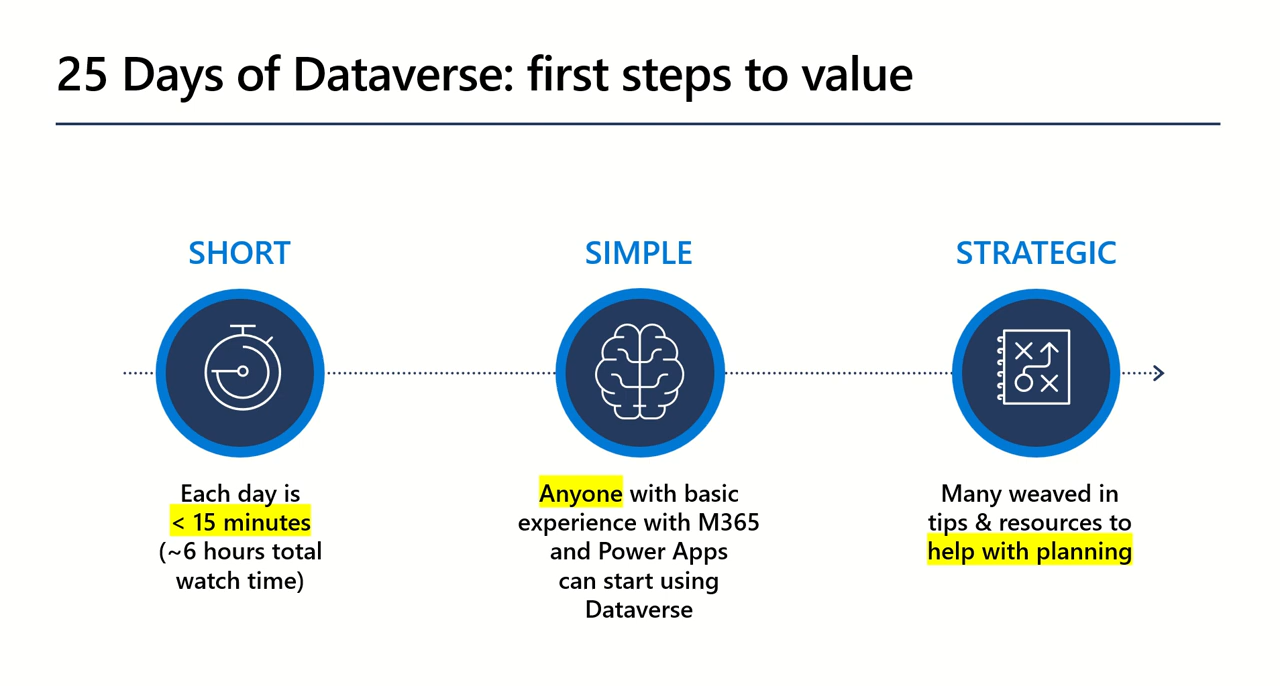 25 Days of Dataverse: first steps to value
SHORT
Each day is
< 15 minutes
(~6 hours total
watch time)
SIMPLE
Anyone with basic
experience with M365
and Power Apps
can start using
Dataverse
STRATEGIC
Many weaved in
tips & resources to
help with planning